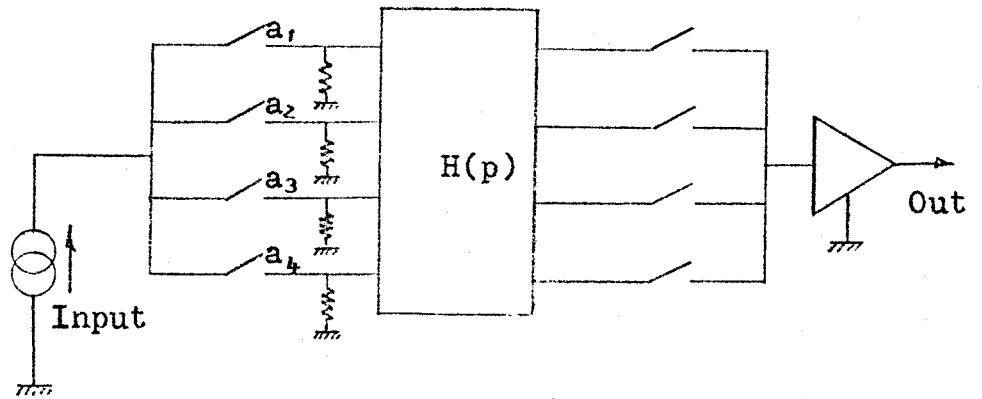 a₁
a₂
a₃
a₄
H(p)
Out
Input